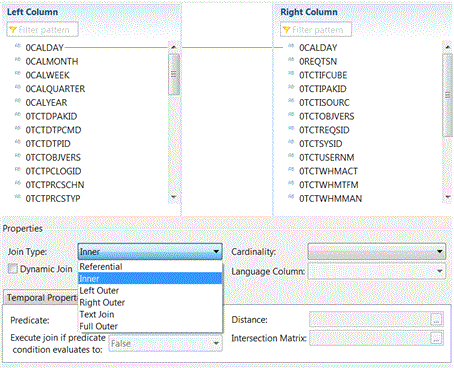 Left Column
Right Column
Filter pattern
Filter pattern
0CALDAY
0CALMONTH
0CALWEEK
0CALQUARTER
0CALYEAR
0TCTDPAKID
0TCTDTPCMD
0TCTDTPID
0TCTOBJVERS
0TCTPCLOGID
0TCTPRCSCHN
0TCTPRCSTYP
0CALDAY
0REQTSN
0TCTIFCUBE
0TCTIPAKID
0TCTISOURC
0TCTOBJVERS
0TCTREQSID
0TCTSYSID
0TCTUSERNM
0TCTWHMACT
0TCTWHMTFM
0TCTWHMMAN
Properties
Join Type: Inner
Cardinality:
Dynamic Join
Language Column:
Referential
Inner
Left Outer
Right Outer
Text Join
Full Outer
Temporal Propert
Predicate:
Distance:
Execute join if predicate
condition evaluates to: False
Intersection Matrix: